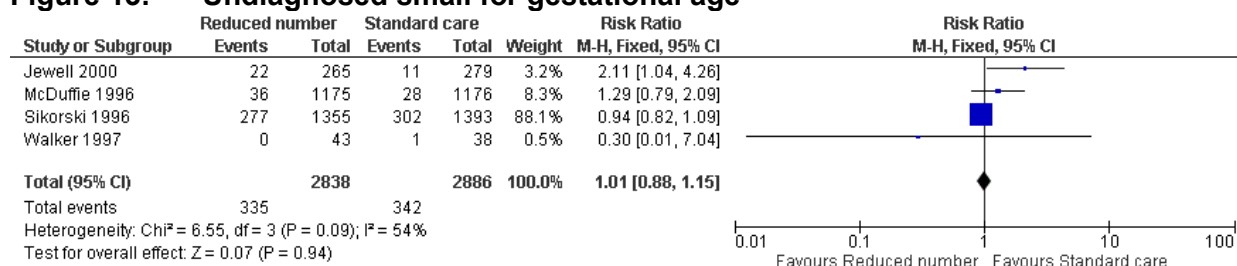 Figure 16: Undiagnosed small for gestational age
Reduced number Standard care Risk Ratio Risk Ratio
Study or Subgroup Events Total Events Total Weight M-H, Fixed, 95% CI M-H, Fixed, 95% CI
Jewell 2000 22 265 11 279 3.2% 2.11 [1.04, 4.26]
McDuffie 1996 36 1175 28 1176 8.3% 1.29 [0.79, 2.09]
Sikorski 1996 277 1355 302 1393 88.1% 0.94 [0.82, 1.09]
Walker 1997 0 43 1 38 0.5% 0.30 [0.01, 7.04]
Total (95% CI) 2838 2886 100.0% 1.01 [0.88, 1.15]
Total events 335 342
Heterogeneity: Chi² = 6.55, df = 3 (P = 0.09); I² = 54%
Test for overall effect: Z = 0.07 (P = 0.94)
0.01 0.1 1 10 100
Favours Reduced number Favours Standard care